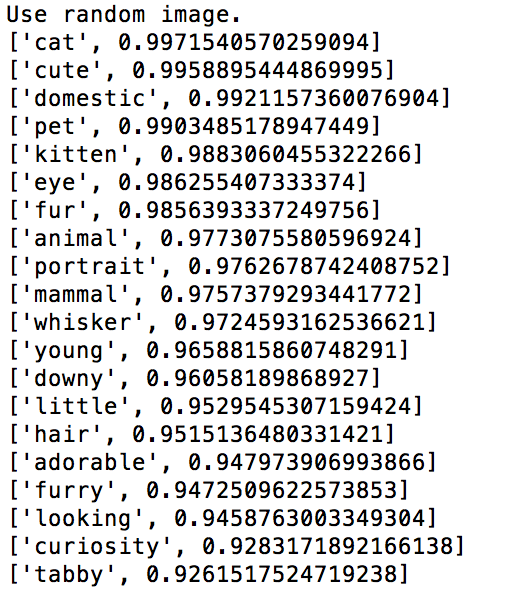 Use random image.
['cat', 0.9971540570259094]
['cute', 0.9958895444869995]
['domestic', 0.9921157360076904]
['pet', 0.9903485178947449]
['kitten', 0.9883060455322266]
['eye', 0.986255407333374]
['fur', 0.9856393337249756]
['animal', 0.9773075580596924]
['portrait', 0.9762678742408752]
['mammal', 0.9757379293441772]
['whisker', 0.9724593162536621]
['young', 0.9658815860748291]
['downy', 0.96058189868927]
['little', 0.9529545307159424]
['hair', 0.9515136480331421]
['adorable', 0.947973906993866]
['furry', 0.9472509622573853]
['looking', 0.9458763003349304]
['curiosity', 0.9283171892166138]
['tabby', 0.9261517524719238]